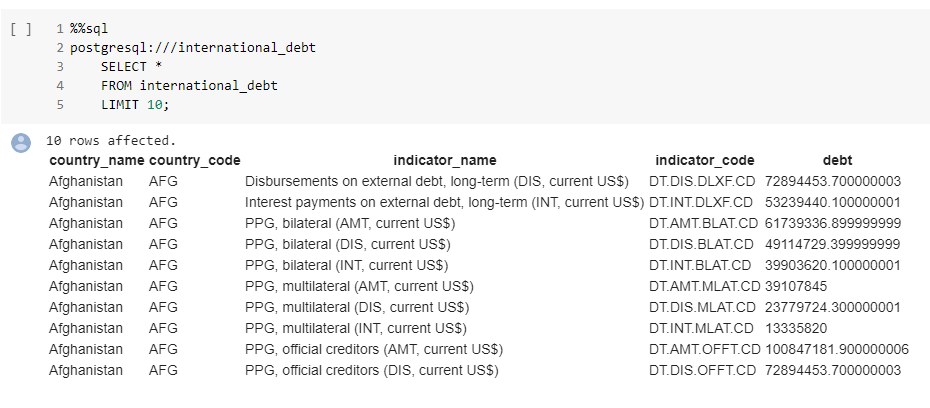 [ ] 1 %%sql
2 postgresql:///international_debt
3 SELECT *
4 FROM international_debt
5 LIMIT 10;
10 rows affected.
country_name country_code indicator_name indicator_code debt
Afghanistan AFG Disbursements on external debt, long-term (DIS, current US$) DT.DIS.DLXF.CD 72894453.700000003
Afghanistan AFG Interest payments on external debt, long-term (INT, current US$) DT.INT.DLXF.CD 53239440.100000001
Afghanistan AFG PPG, bilateral (AMT, current US$) DT.AMT.BLAT.CD 61739336.899999999
Afghanistan AFG PPG, bilateral (DIS, current US$) DT.DIS.BLAT.CD 49114729.399999999
Afghanistan AFG PPG, bilateral (INT, current US$) DT.INT.BLAT.CD 39903620.100000001
Afghanistan AFG PPG, multilateral (AMT, current US$) DT.AMT.MLAT.CD 39107845
Afghanistan AFG PPG, multilateral (DIS, current US$) DT.DIS.MLAT.CD 23779724.300000001
Afghanistan AFG PPG, multilateral (INT, current US$) DT.INT.MLAT.CD 13335820
Afghanistan AFG PPG, official creditors (AMT, current US$) DT.AMT.OFFT.CD 100847181.900000006
Afghanistan AFG PPG, official creditors (DIS, current US$) DT.DIS.OFFT.CD 72894453.700000003